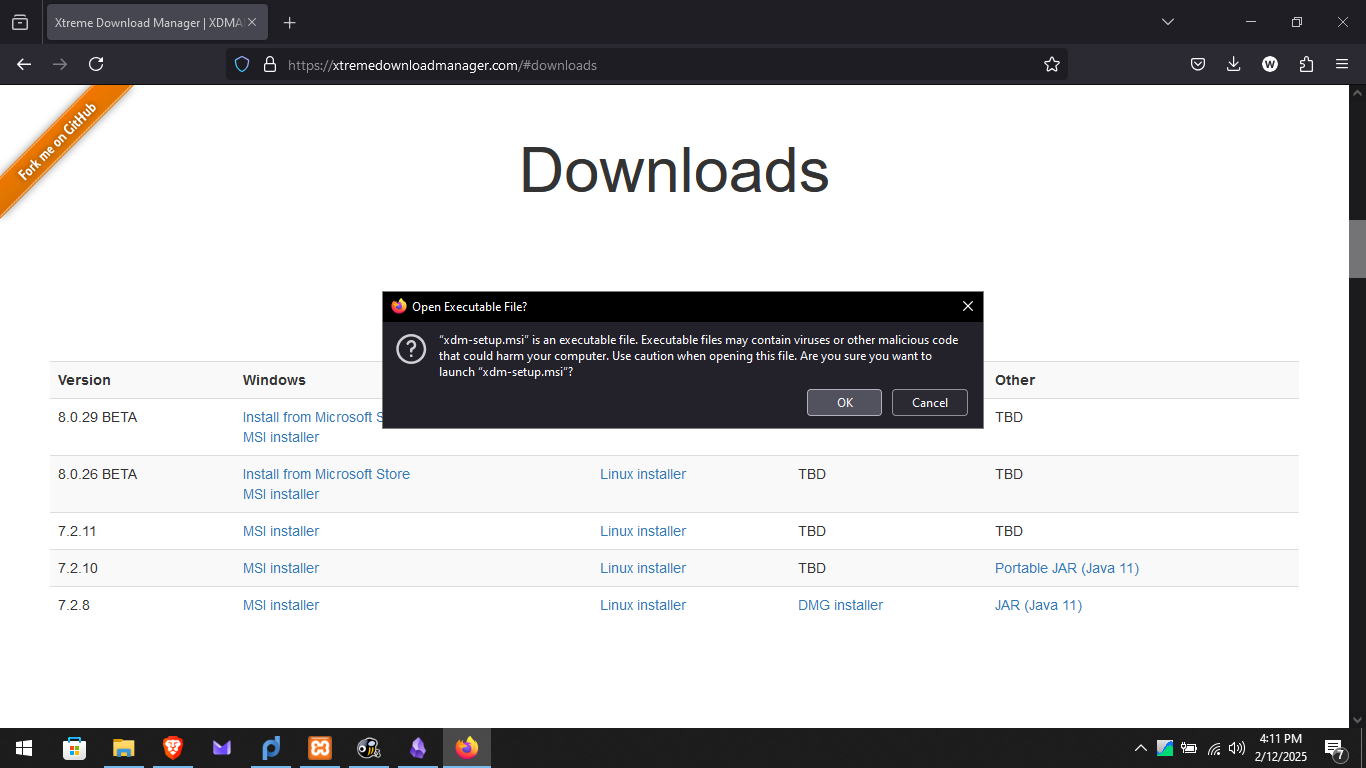 Xtreme Download Manager | XDMA
https://xtremedownloadmanager.com/#downloads
Fork me on GitHub
Downloads
Open Executable File?
“xdm-setup.msi” is an executable file. Executable files may contain viruses or other malicious code
that could harm your computer. Use caution when opening this file. Are you sure you want to
launch “xdm-setup.msi”?
OK Cancel
Version Windows Other
8.0.29 BETA Install from Microsoft S TBD
MSI installer
8.0.26 BETA Install from Microsoft Store Linux installer TBD TBD
MSI installer
7.2.11 MSI installer Linux installer TBD TBD
7.2.10 MSI installer Linux installer TBD Portable JAR (Java 11)
7.2.8 MSI installer Linux installer DMG installer JAR (Java 11)
4:11 PM
2/12/2025
7